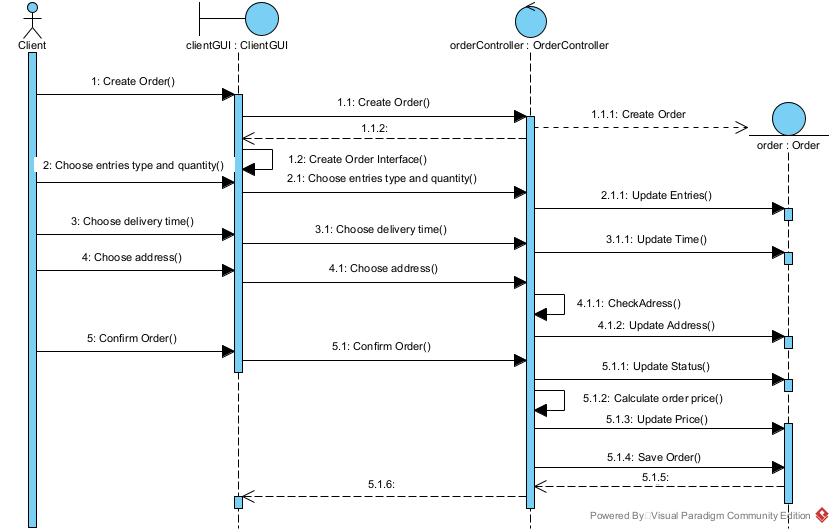 Client
clientGUI : ClientGUI
orderController : OrderController
1: Create Order()
1.1: Create Order()
1.1.1: Create Order
1.1.2:
order : Order
1.2: Create Order Interface()
2: Choose entries type and quantity()
2.1: Choose entries type and quantity()
2.1.1: Update Entries()
3: Choose delivery time()
3.1: Choose delivery time()
3.1.1: Update Time()
4: Choose address()
4.1: Choose address()
4.1.1: CheckAdress()
4.1.2: Update Address()
5: Confirm Order()
5.1: Confirm Order()
5.1.1: Update Status()
5.1.2: Calculate order price()
5.1.3: Update Price()
5.1.4: Save Order()
5.1.5:
5.1.6:
Powered By Visual Paradigm Community Edition